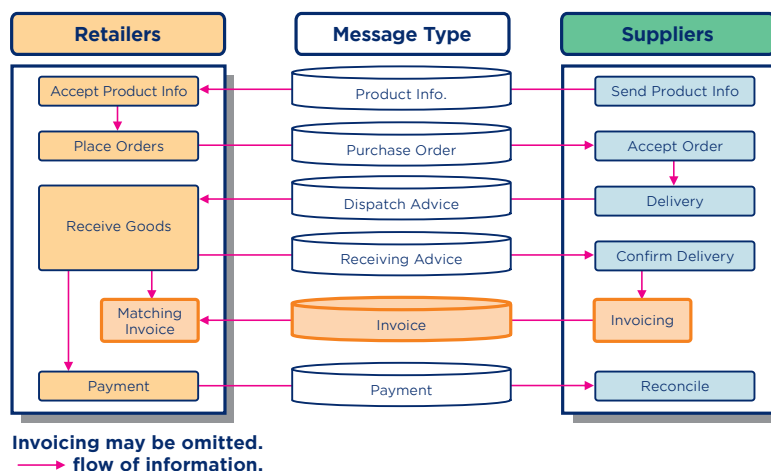 Retailers
Message Type
Suppliers
Accept Product Info
Product Info.
Send Product Info
Place Orders
Purchase Order
Accept Order
Receive Goods
Dispatch Advice
Delivery
Receiving Advice
Confirm Delivery
Matching
Invoice
Invoice
Invoicing
Payment
Payment
Reconcile
Invoicing may be omitted.
flow of information.